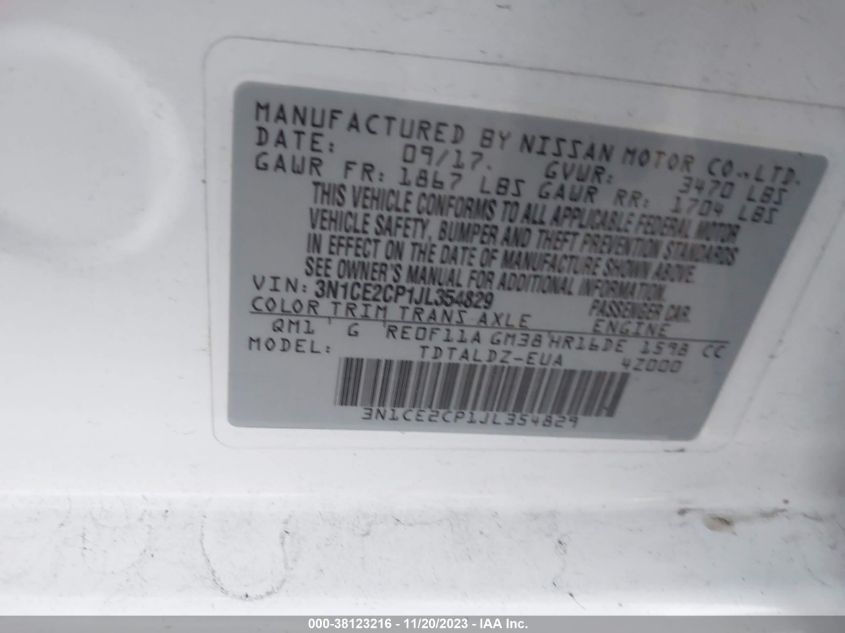 MANUFACTURED BY NISSAN MOTOR CO.,LTD.
DATE: 09/17. GVWR: 3470 LBS
GAWR FR: 1867 LBS GAWR RR: 1704 LBS
THIS VEHICLE CONFORMS TO ALL APPLICABLE FEDERAL MOTOR
VEHICLE SAFETY, BUMPER AND THEFT PREVENTION STANDARDS
IN EFFECT ON THE DATE OF MANUFACTURE SHOWN ABOVE.
SEE OWNER'S MANUAL FOR ADDITIONAL INFORMATION.
VIN: 3N1CE2CP1JL354829 PASSENGER CAR.
COLOR TRIM TRANS AXLE ENGINE
QM1 G RE0F11A GM38 HR16DE 1598 CC
MODEL: TDTALDZ-EUA 4Z000
3N1CE2CP1JL354829
000-38123216 - 11/20/2023 - IAA Inc.